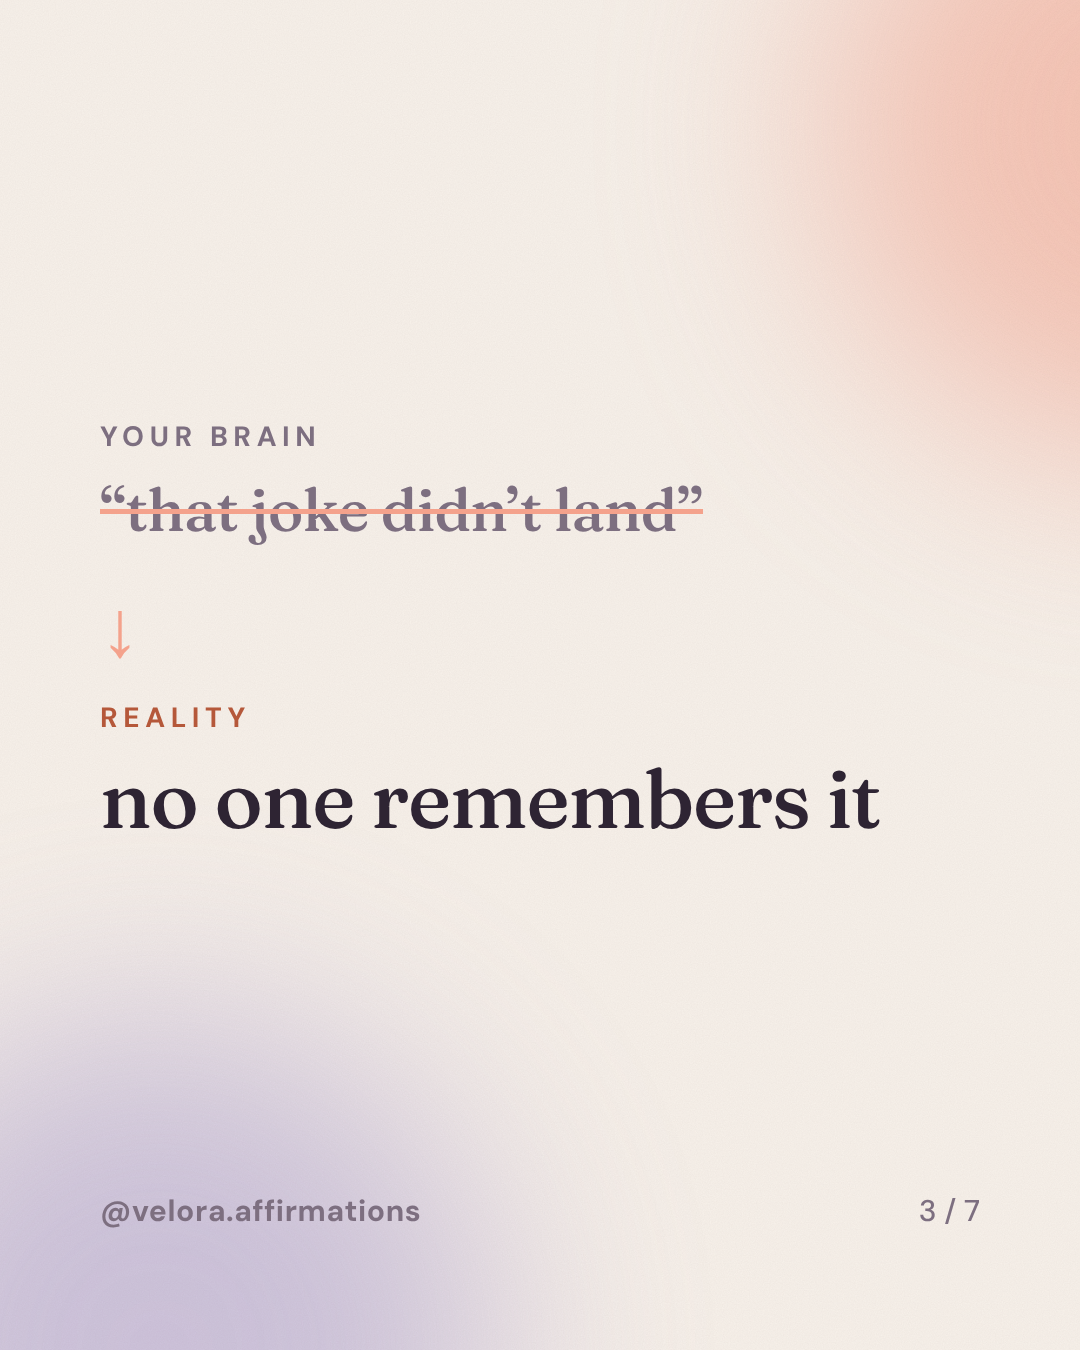 YOUR BRAIN
“that joke didn’t land”
↓
REALITY
no one remembers it
@velora.affirmations
3 / 7